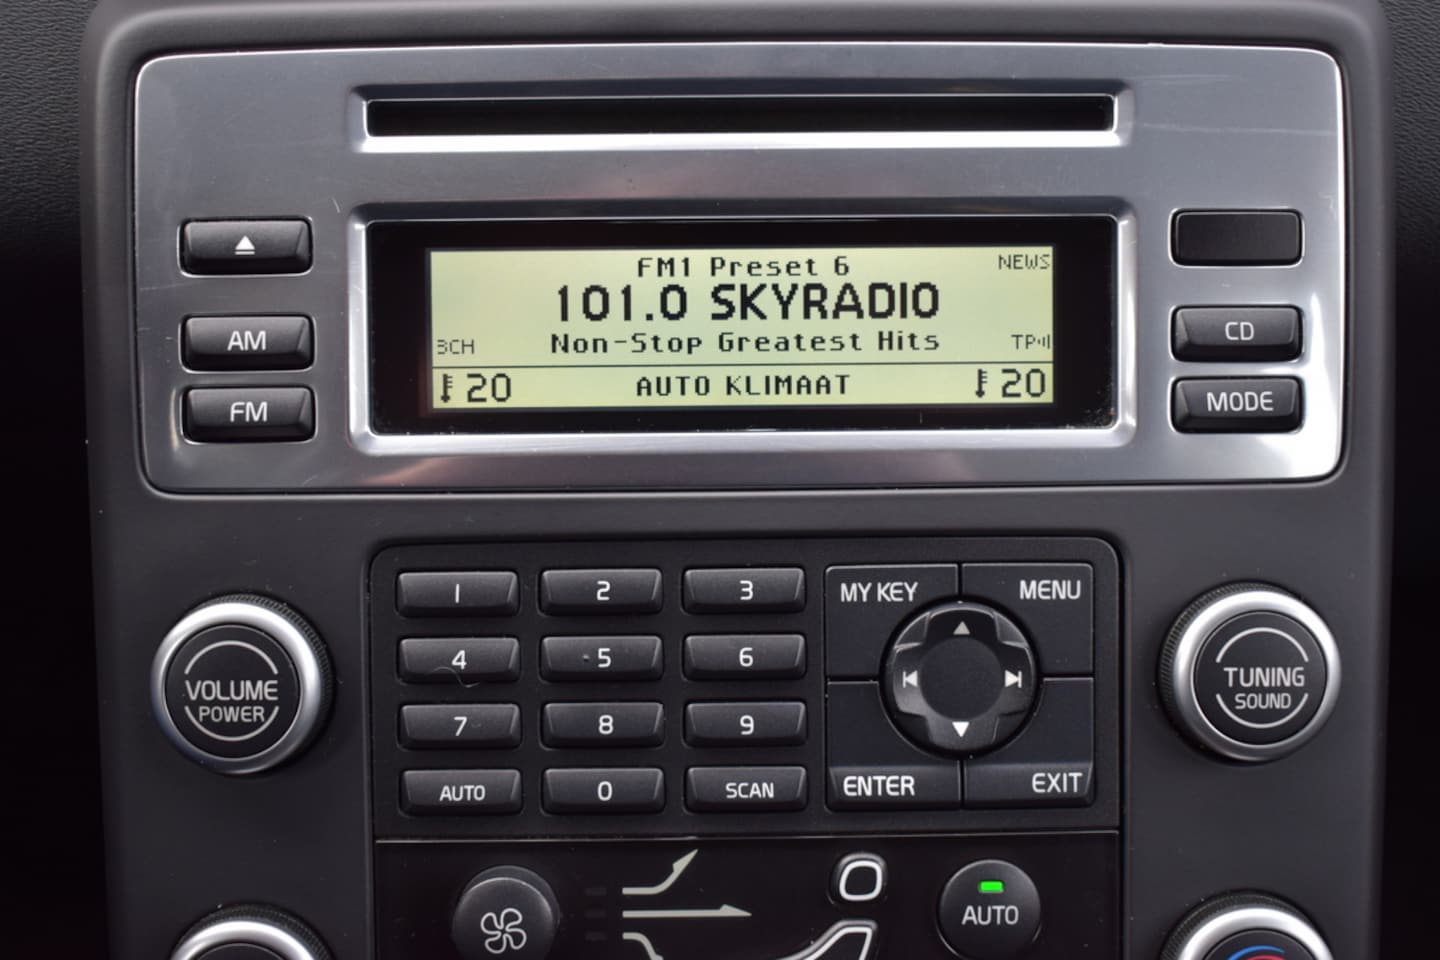 FM1 Preset 6
NEWS
101.0 SKYRADIO
3CH
Non-Stop Greatest Hits
TP
20
AUTO KLIMAAT
20
AM
FM
CD
MODE
1
2
3
4
5
6
7
8
9
AUTO
0
SCAN
MY KEY
MENU
ENTER
EXIT
VOLUME
POWER
TUNING
SOUND
AUTO